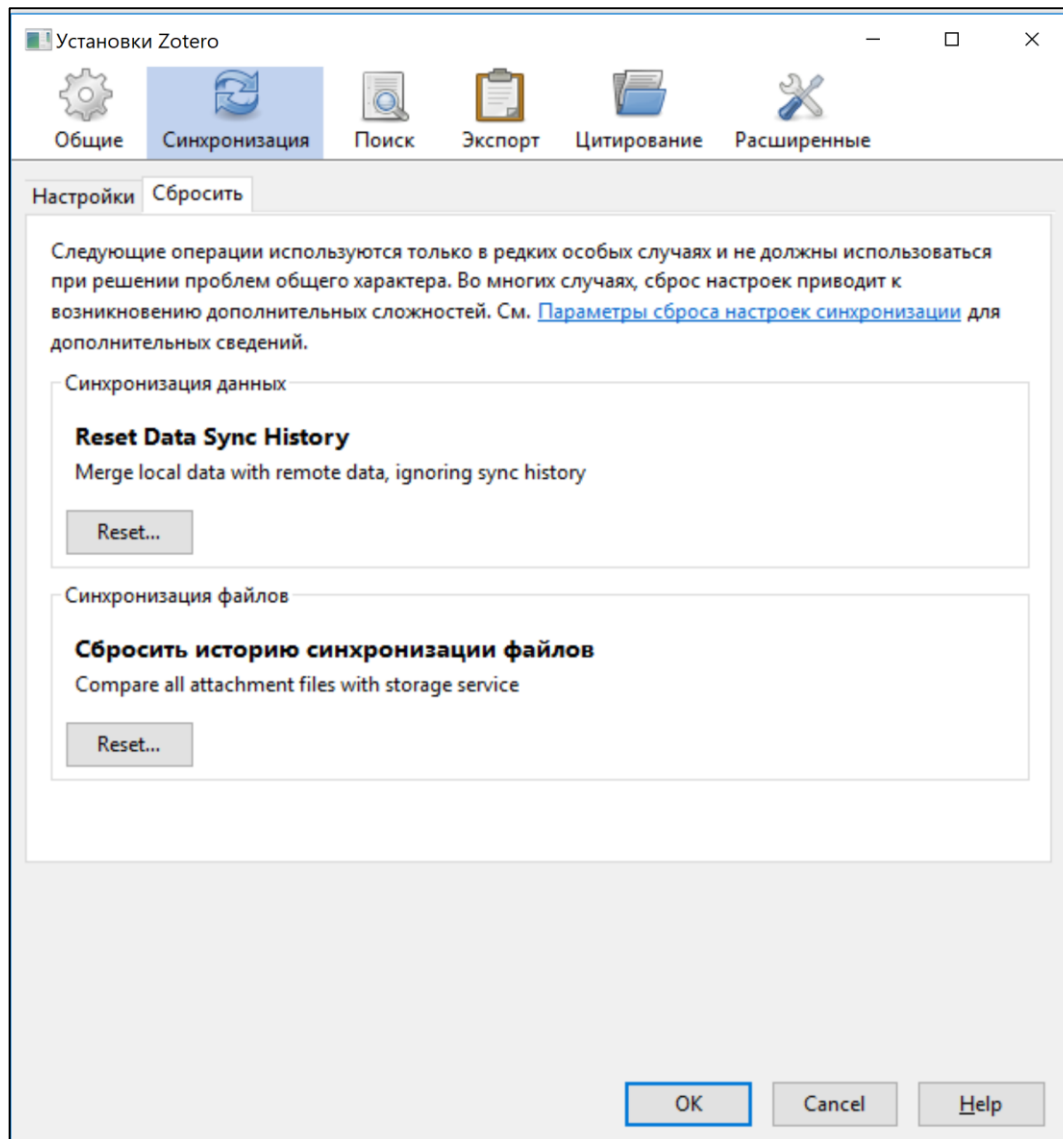 Установки Zotero
Общие Синхронизация Поиск Экспорт Цитирование Расширенные
Настройки Сбросить
Следующие операции используются только в редких особых случаях и не должны использоваться
при решении проблем общего характера. Во многих случаях, сброс настроек приводит к
возникновению дополнительных сложностей. См. Параметры сброса настроек синхронизации для
дополнительных сведений.
Синхронизация данных
Reset Data Sync History
Merge local data with remote data, ignoring sync history
Reset...
Синхронизация файлов
Сбросить историю синхронизации файлов
Compare all attachment files with storage service
Reset...
OK Cancel Help